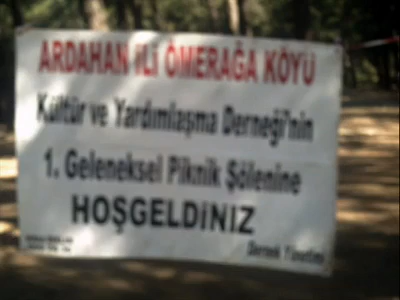 ARDAHAN İLİ ÖMERAĞA KÖYÜ
Kültür ve Yardımlaşma Derneği'nin
1. Geleneksel Piknik Şölenine
HOŞGELDİNİZ
Dernek Yönetimi